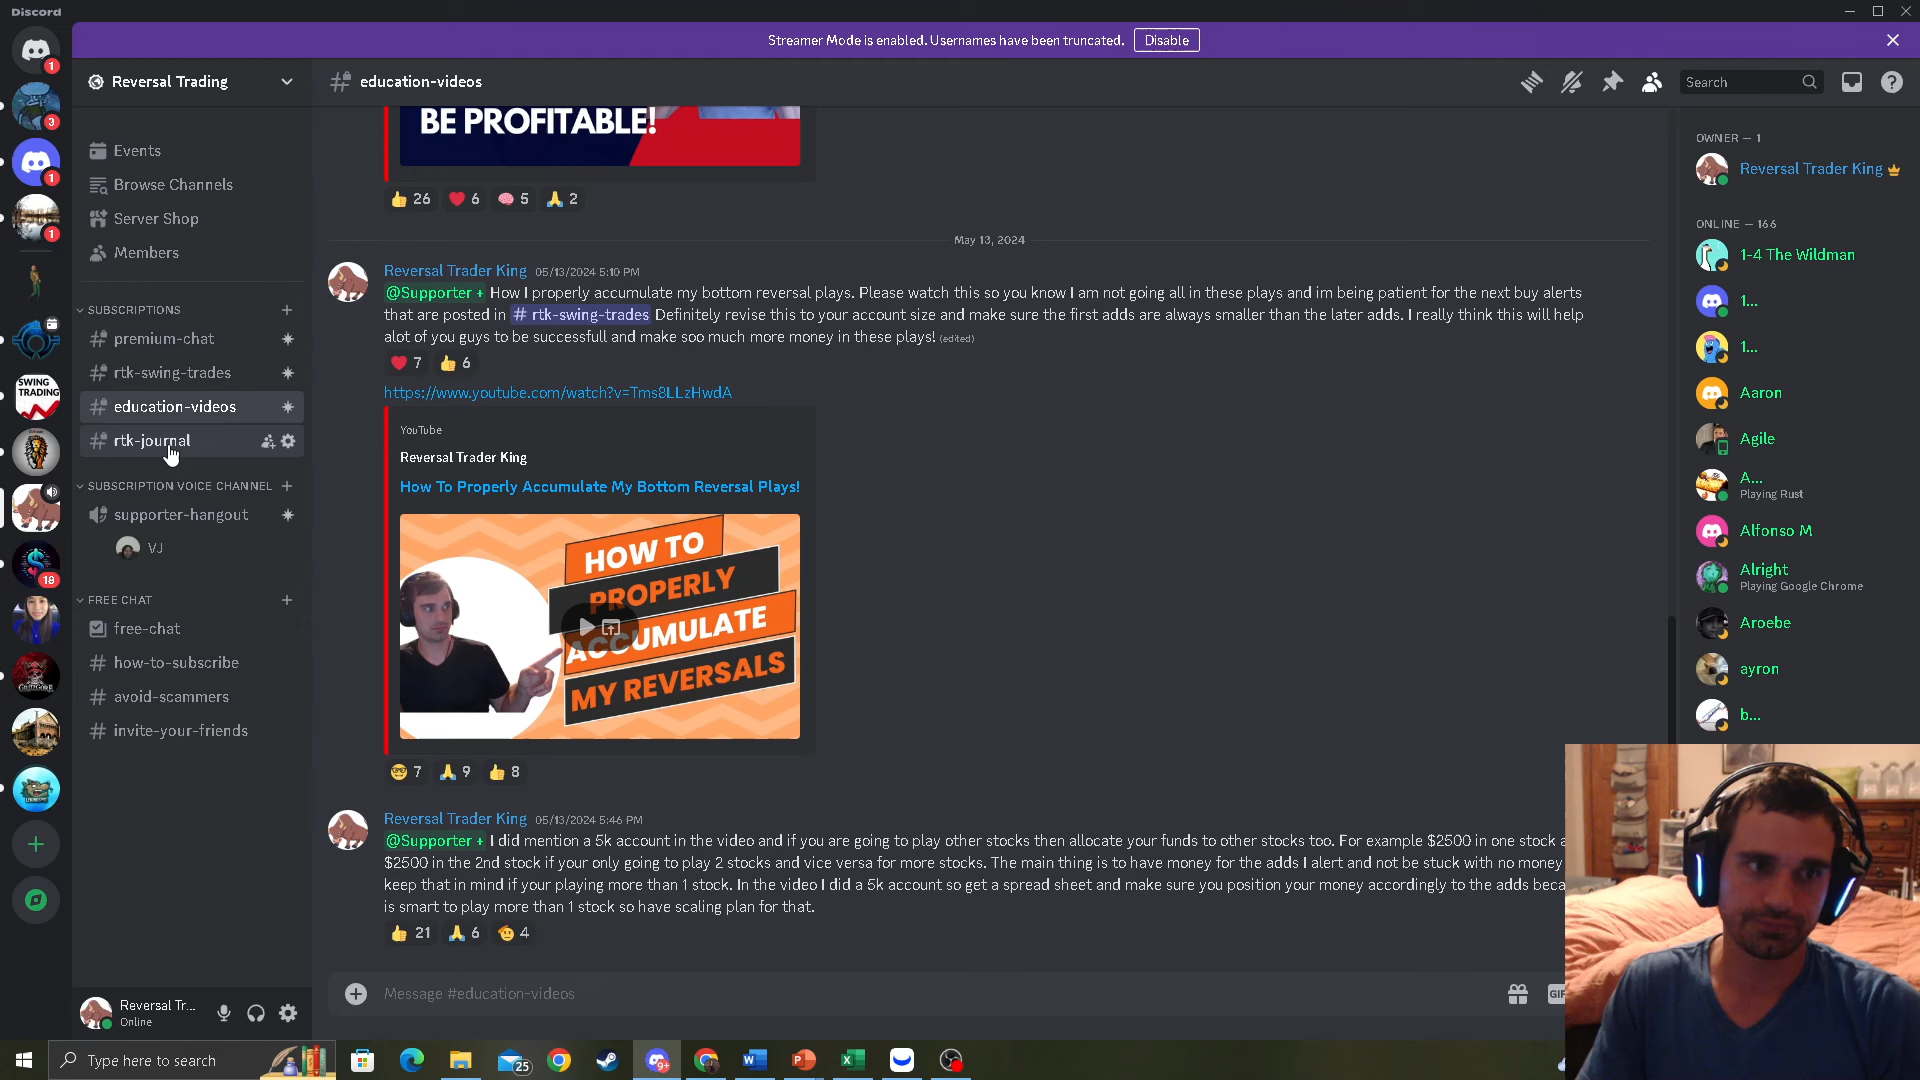 Discord
Streamer Mode is enabled. Usernames have been truncated.
Disable
Reversal Trading
education-videos
Search
Events
Browse Channels
Server Shop
Members
SUBSCRIPTIONS
premium-chat
rtk-swing-trades
education-videos
rtk-journal
SUBSCRIPTION VOICE CHANNEL
supporter-hangout
VJ
FREE CHAT
free-chat
how-to-subscribe
avoid-scammers
invite-your-friends
Reversal Tr...
Online
1
3
1
1
SWING
TRADING
18
BE PROFITABLE!
26
6
5
2
May 13, 2024
Reversal Trader King 05/13/2024 5:10 PM
@Supporter + How I properly accumulate my bottom reversal plays. Please watch this so you know I am not going all in these plays and im being patient for the next buy alerts
that are posted in # rtk-swing-trades Definitely revise this to your account size and make sure the first adds are always smaller than the later adds. I really think this will help
alot of you guys to be successfull and make soo much more money in these plays! (edited)
7
6
https://www.youtube.com/watch?v=Tms8LLzHwdA
YouTube
Reversal Trader King
How To Properly Accumulate My Bottom Reversal Plays!
HOW TO
PROPERLY
ACCUMULATE
MY REVERSALS
7
9
8
Reversal Trader King 05/13/2024 5:46 PM
@Supporter + I did mention a 5k account in the video and if you are going to play other stocks then allocate your funds to other stocks too. For example $2500 in one stock a
$2500 in the 2nd stock if your only going to play 2 stocks and vice versa for more stocks. The main thing is to have money for the adds I alert and not be stuck with no money
keep that in mind if your playing more than 1 stock. In the video I did a 5k account so get a spread sheet and make sure you position your money accordingly to the adds beca
is smart to play more than 1 stock so have scaling plan for that.
21
6
4
Message #education-videos
GIF
OWNER — 1
Reversal Trader King
ONLINE — 166
1-4 The Wildman
1...
1...
Aaron
Agile
A...
Playing Rust
Alfonso M
Alright
Playing Google Chrome
Aroebe
ayron
b...
Type here to search
25
9+